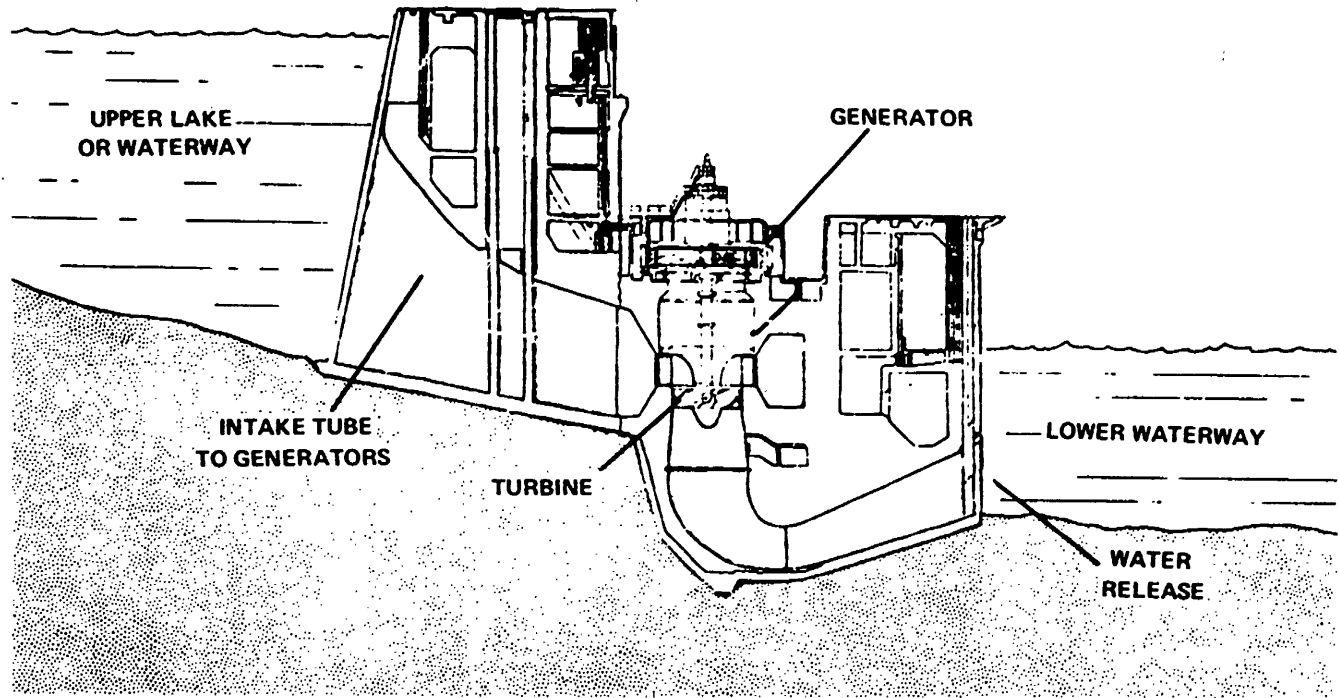 UPPER LAKE
OR WATERWAY
GENERATOR
INTAKE TUBE
TO GENERATORS
TURBINE
LOWER WATERWAY
WATER
RELEASE